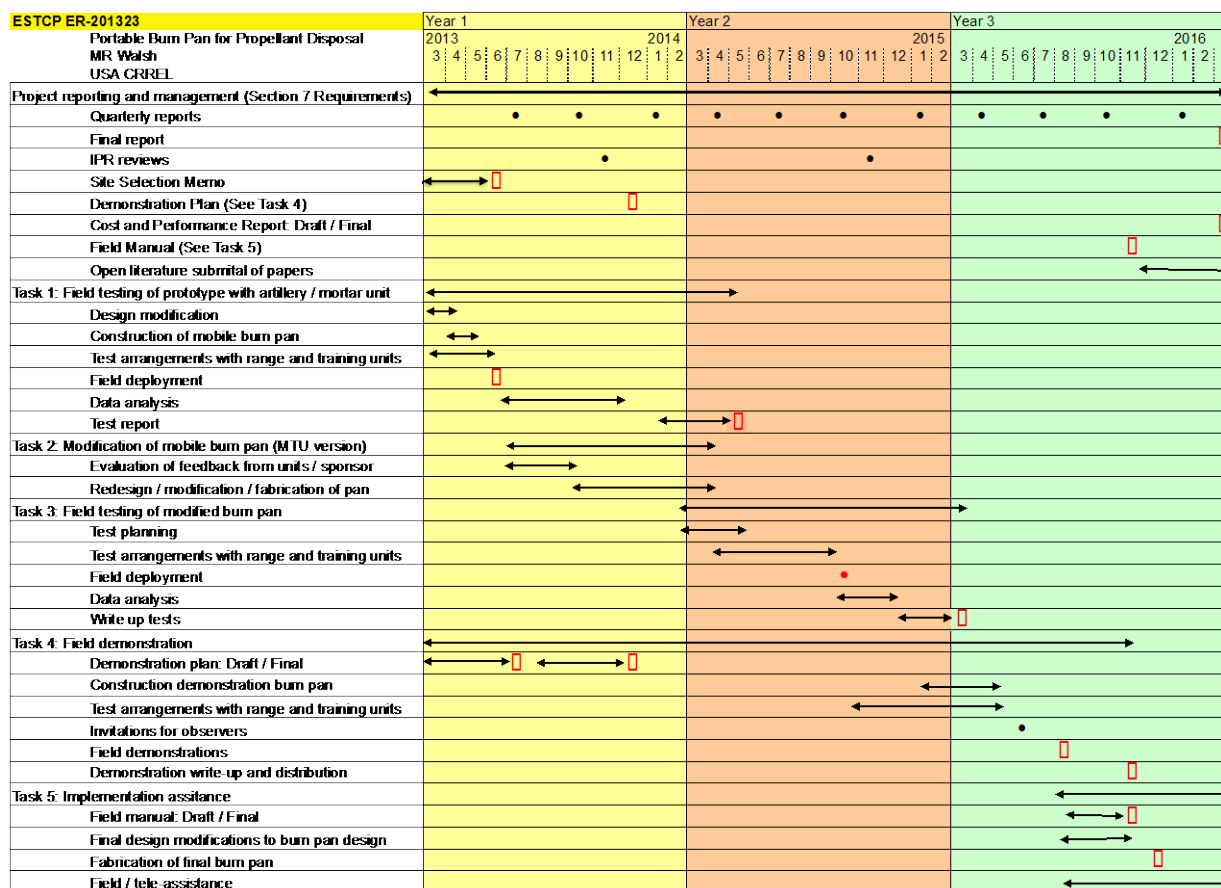 ESTCP ER-201323 Year 1 Year 2 Year 3
Portable Burn Pan for Propellant Disposal 2013 2014 2015 2016
MR Walsh 3 4 5 6 7 8 9 10 11 12 1 2 3 4 5 6 7 8 9 10 11 12 1 2 3 4 5 6 7 8 9 10 11 12 1 2
USA CRREL
Project reporting and management (Section 7 Requirements)
Quarterly reports
Final report
IPR reviews
Site Selection Memo
Demonstration Plan (See Task 4)
Cost and Performance Report: Draft / Final
Field Manual (See Task 5)
Open literature submital of papers
Task 1: Field testing of prototype with artillery / mortar unit
Design modification
Construction of mobile burn pan
Test arrangements with range and training units
Field deployment
Data analysis
Test report
Task 2: Modification of mobile burn pan (MTU version)
Evaluation of feedback from units / sponsor
Redesign / modification / fabrication of pan
Task 3: Field testing of modified burn pan
Test planning
Test arrangements with range and training units
Field deployment
Data analysis
Write up tests
Task 4: Field demonstration
Demonstration plan: Draft / Final
Construction demonstration burn pan
Test arrangements with range and training units
Invitations for observers
Field demonstrations
Demonstration write-up and distribution
Task 5: Implementation assitance
Field manual: Draft / Final
Final design modifications to burn pan design
Fabrication of final burn pan
Field / tele-assistance